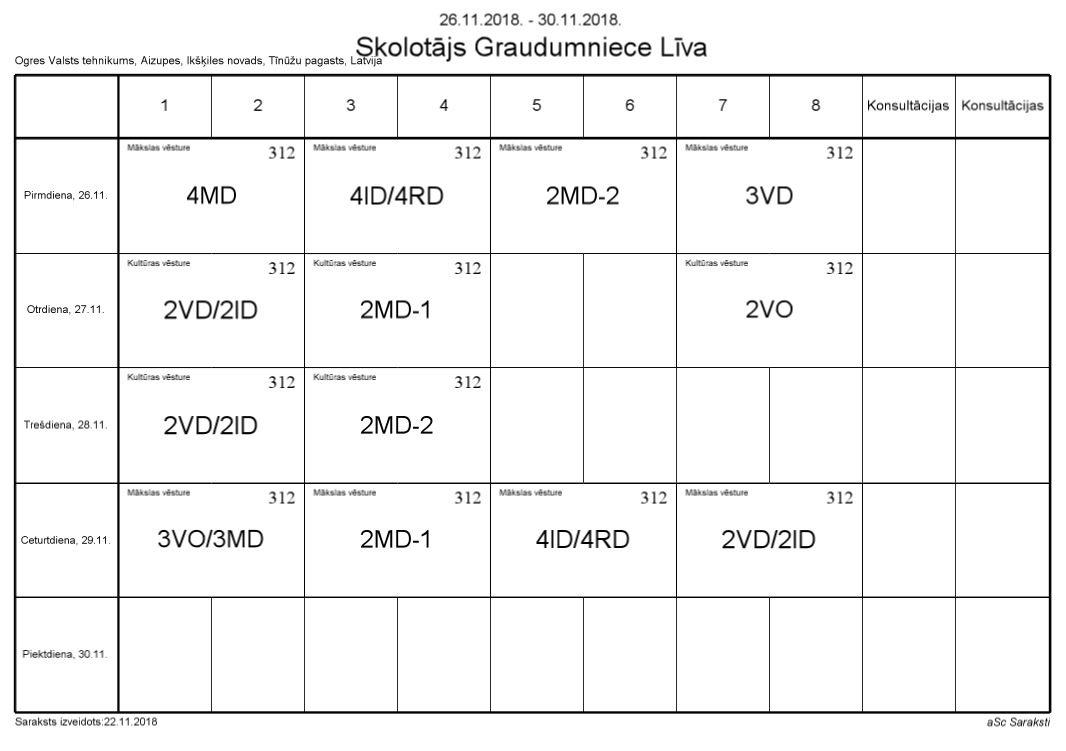 26.11.2018. - 30.11.2018.
Skolotājs Graudumniece Līva
Ogres Valsts tehnikums, Aizupes, Ikšķiles novads, Tīnūžu pagasts, Latvija
1 2 3 4 5 6 7 8 Konsultācijas Konsultācijas
Mākslas vēsture 312 Mākslas vēsture 312 Mākslas vēsture 312 Mākslas vēsture 312
Pirmdiena, 26.11. 4MD 4ID/4RD 2MD-2 3VD
Kultūras vēsture 312 Kultūras vēsture 312 Kultūras vēsture 312
Otrdiena, 27.11. 2VD/2ID 2MD-1 2VO
Kultūras vēsture 312 Kultūras vēsture 312
Trešdiena, 28.11. 2VD/2ID 2MD-2
Mākslas vēsture 312 Mākslas vēsture 312 Mākslas vēsture 312 Mākslas vēsture 312
Ceturtdiena, 29.11. 3VO/3MD 2MD-1 4ID/4RD 2VD/2ID
Piektdiena, 30.11.
Saraksts izveidots:22.11.2018 aSc Saraksti